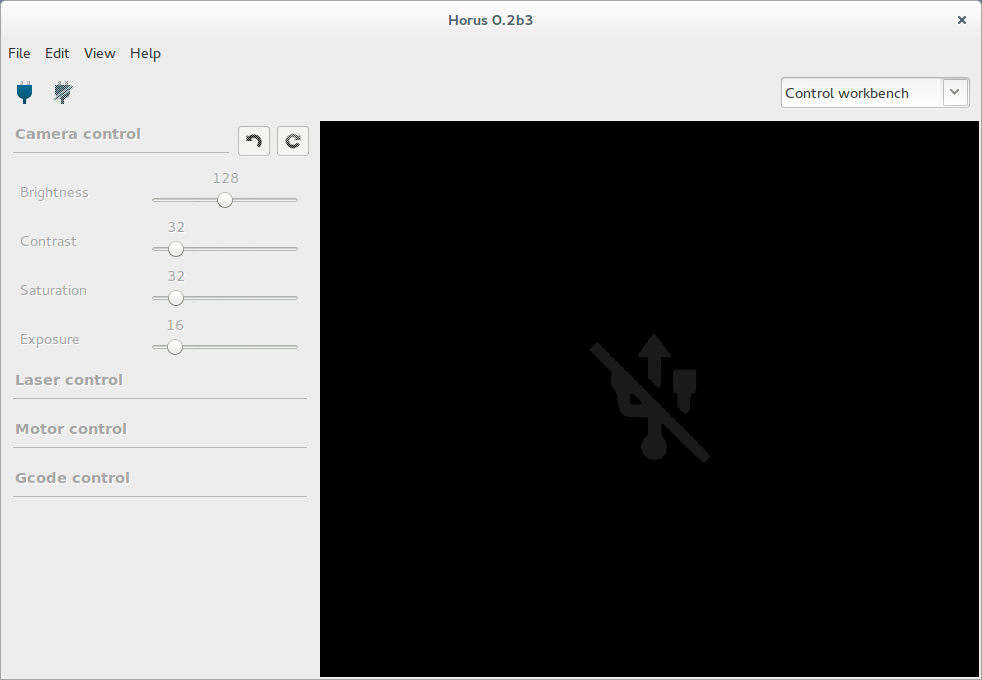 Horus 0.2b3
File Edit View Help
Control workbench
Camera control
128
Brightness
32
Contrast
32
Saturation
16
Exposure
Laser control
Motor control
Gcode control